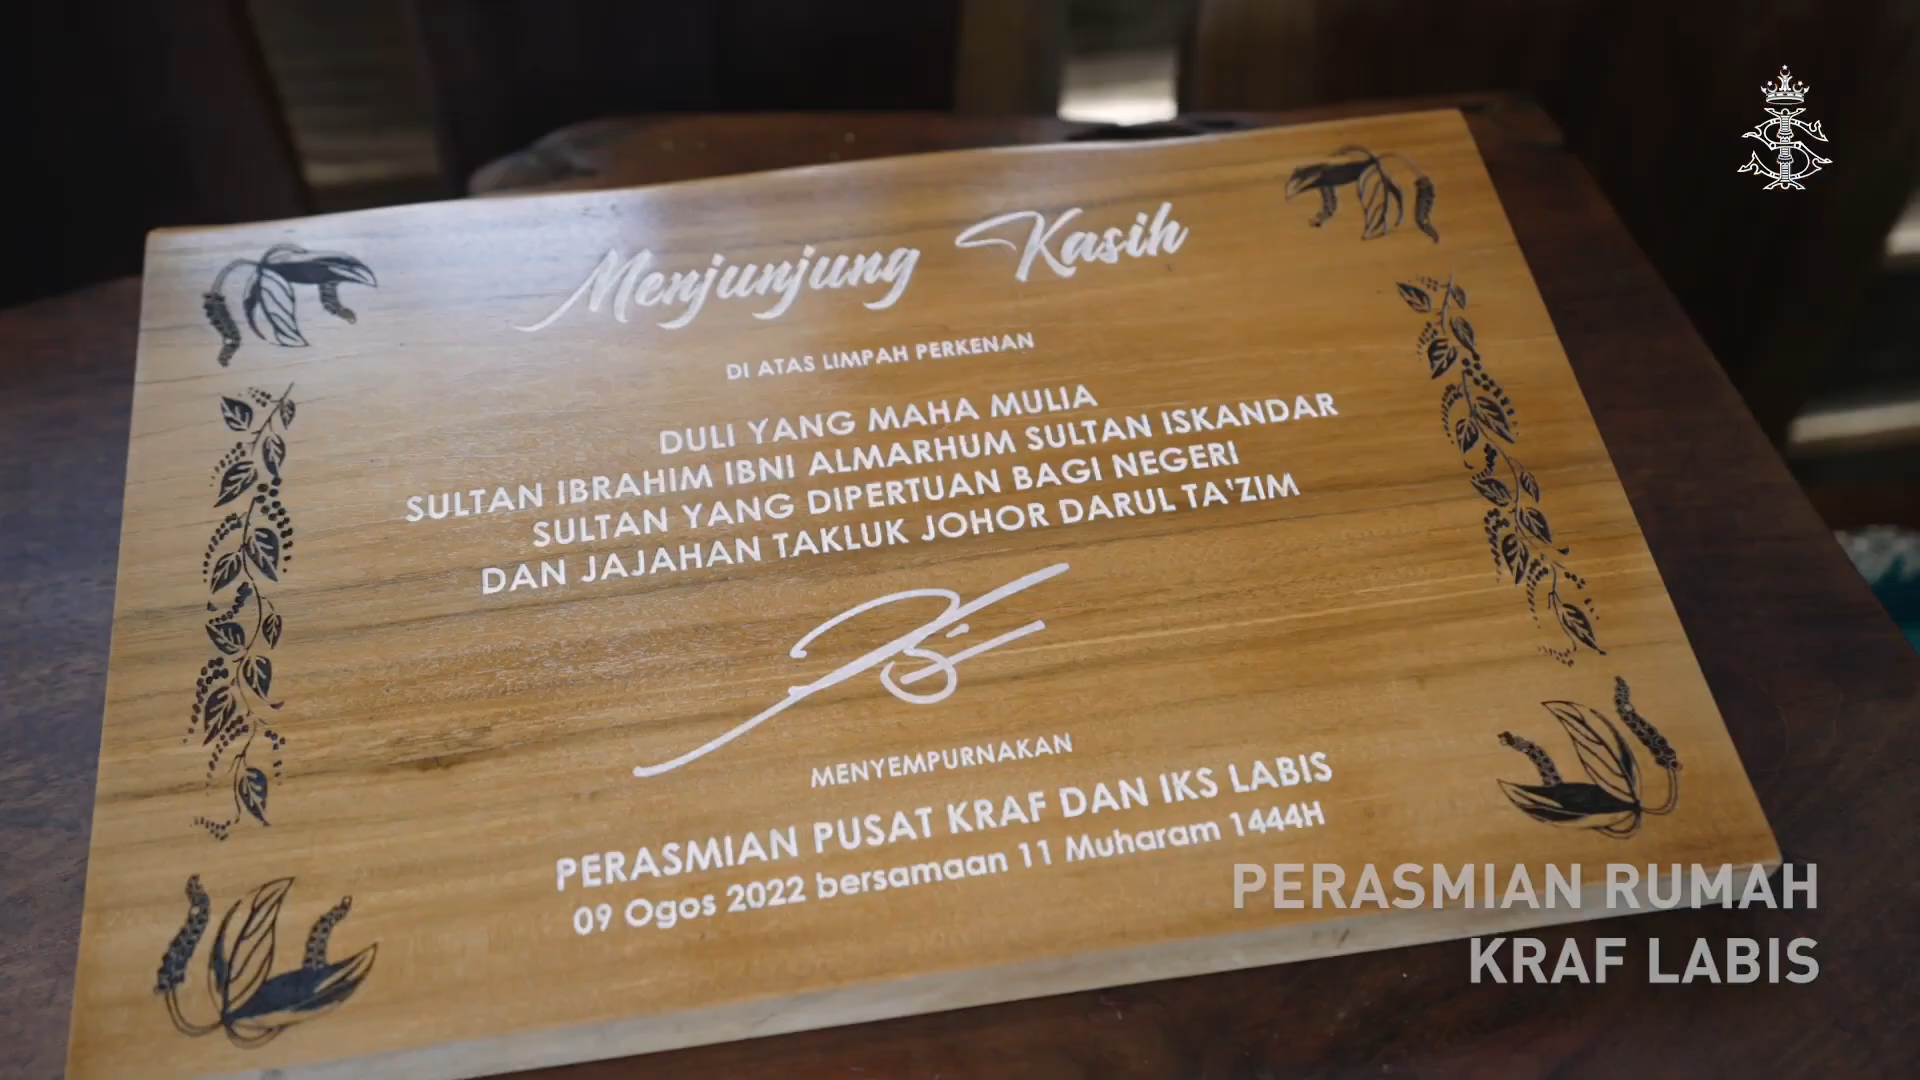 Menjunjung Kasih
DI ATAS LIMPAH PERKENAN
DULI YANG MAHA MULIA
SULTAN IBRAHIM IBNI ALMARHUM SULTAN ISKANDAR
SULTAN YANG DIPERTUAN BAGI NEGERI
DAN JAJAHAN TAKLUK JOHOR DARUL TA'ZIM
MENYEMPURNAKAN
PERASMIAN PUSAT KRAF DAN IKS LABIS
09 Ogos 2022 bersamaan 11 Muharam 1444H
PERASMIAN RUMAH
KRAF LABIS